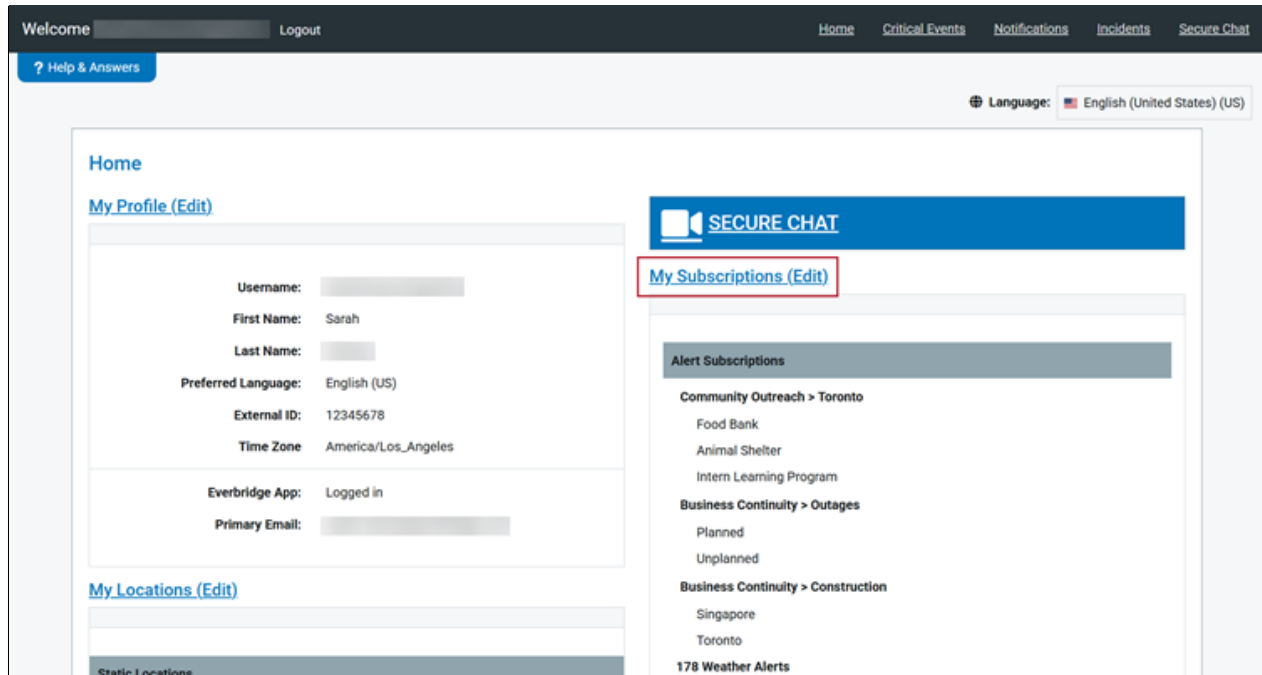 Welcome Logout Home Critical Events Notifications Incidents Secure Chat
? Help & Answers
Language: English (United States) (US)
Home
My Profile (Edit)
Username:
First Name: Sarah
Last Name:
Preferred Language: English (US)
External ID: 12345678
Time Zone America/Los_Angeles
Everbridge App: Logged in
Primary Email:
My Locations (Edit)
Static Locations
SECURE CHAT
My Subscriptions (Edit)
Alert Subscriptions
Community Outreach > Toronto
Food Bank
Animal Shelter
Intern Learning Program
Business Continuity > Outages
Planned
Unplanned
Business Continuity > Construction
Singapore
Toronto
178 Weather Alerts